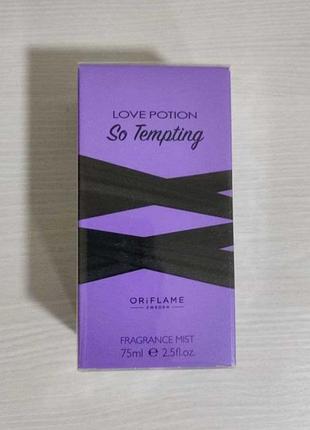 LOVE POTION
So Tempting
ORIFLAME
SWEDEN
FRAGRANCE MIST
75ml ℮ 2.5fl.oz.